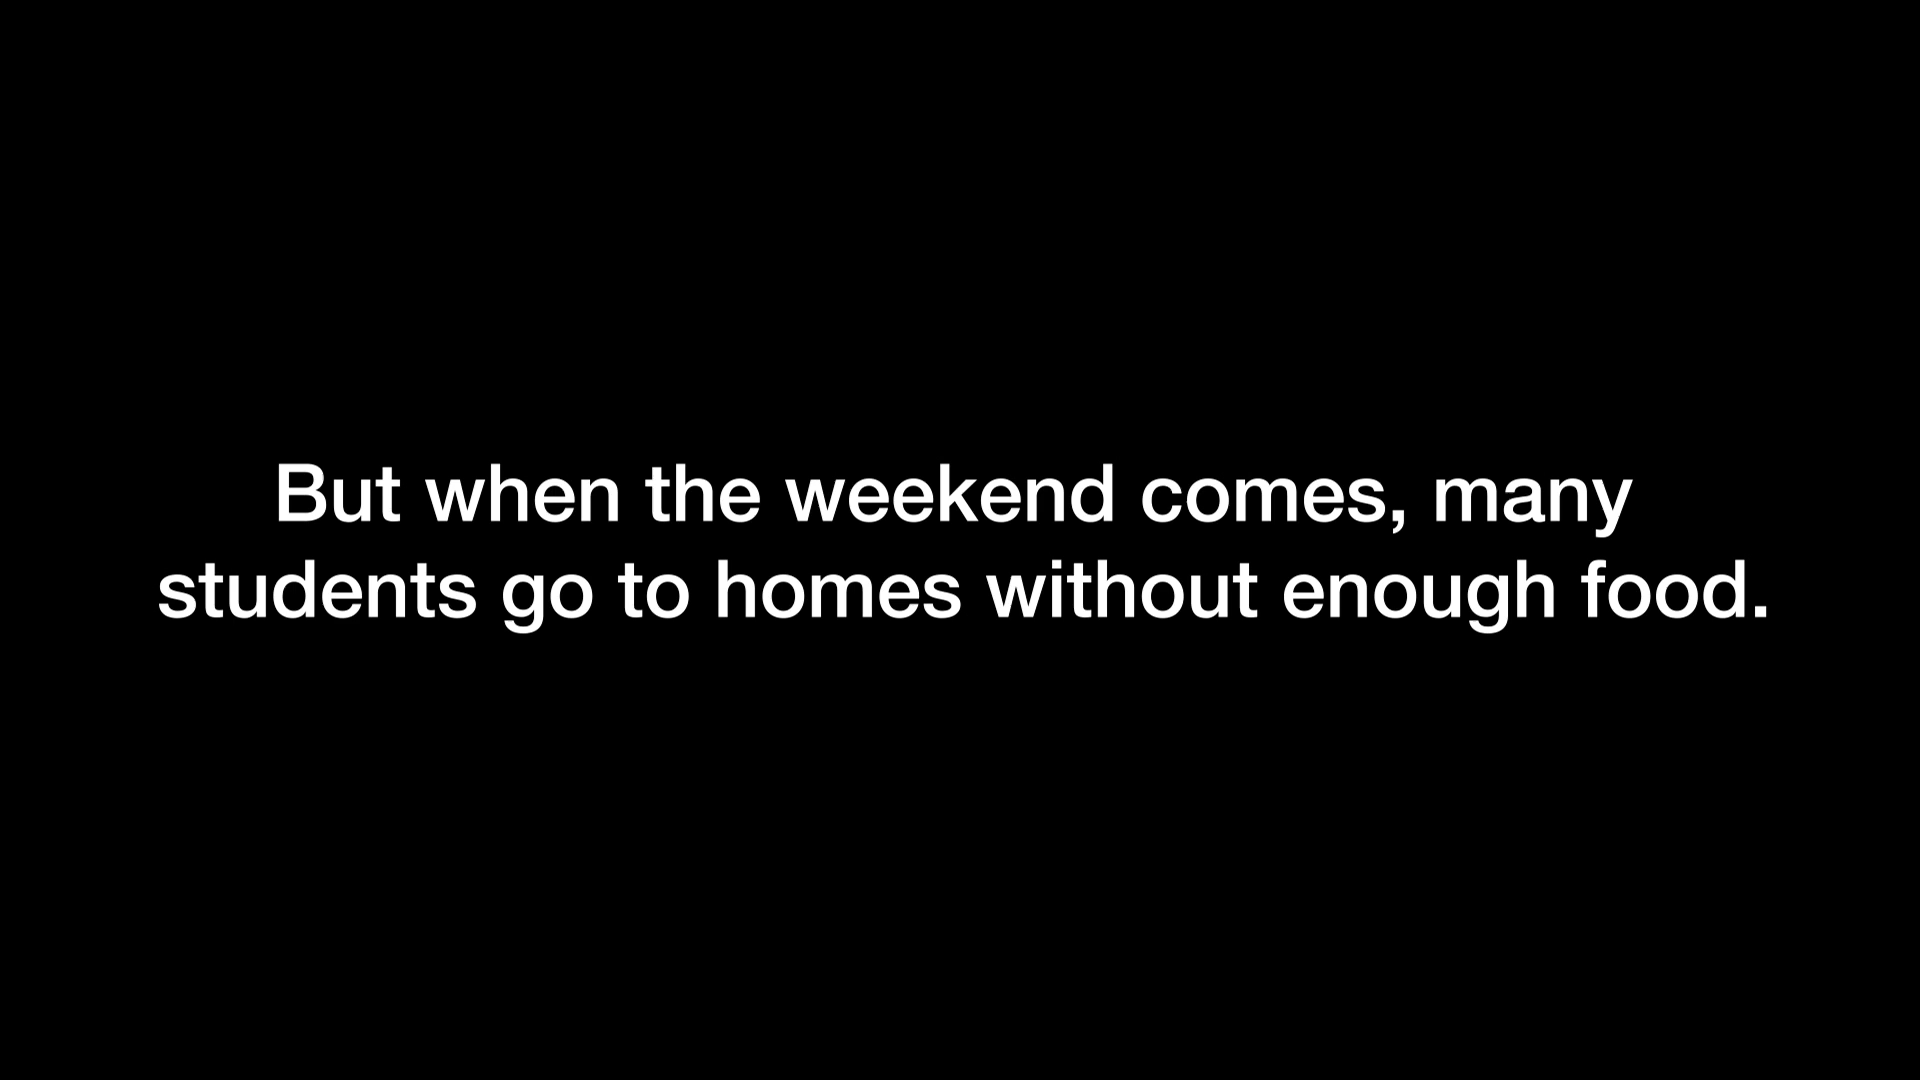 But when the weekend comes, many
students go to homes without enough food.